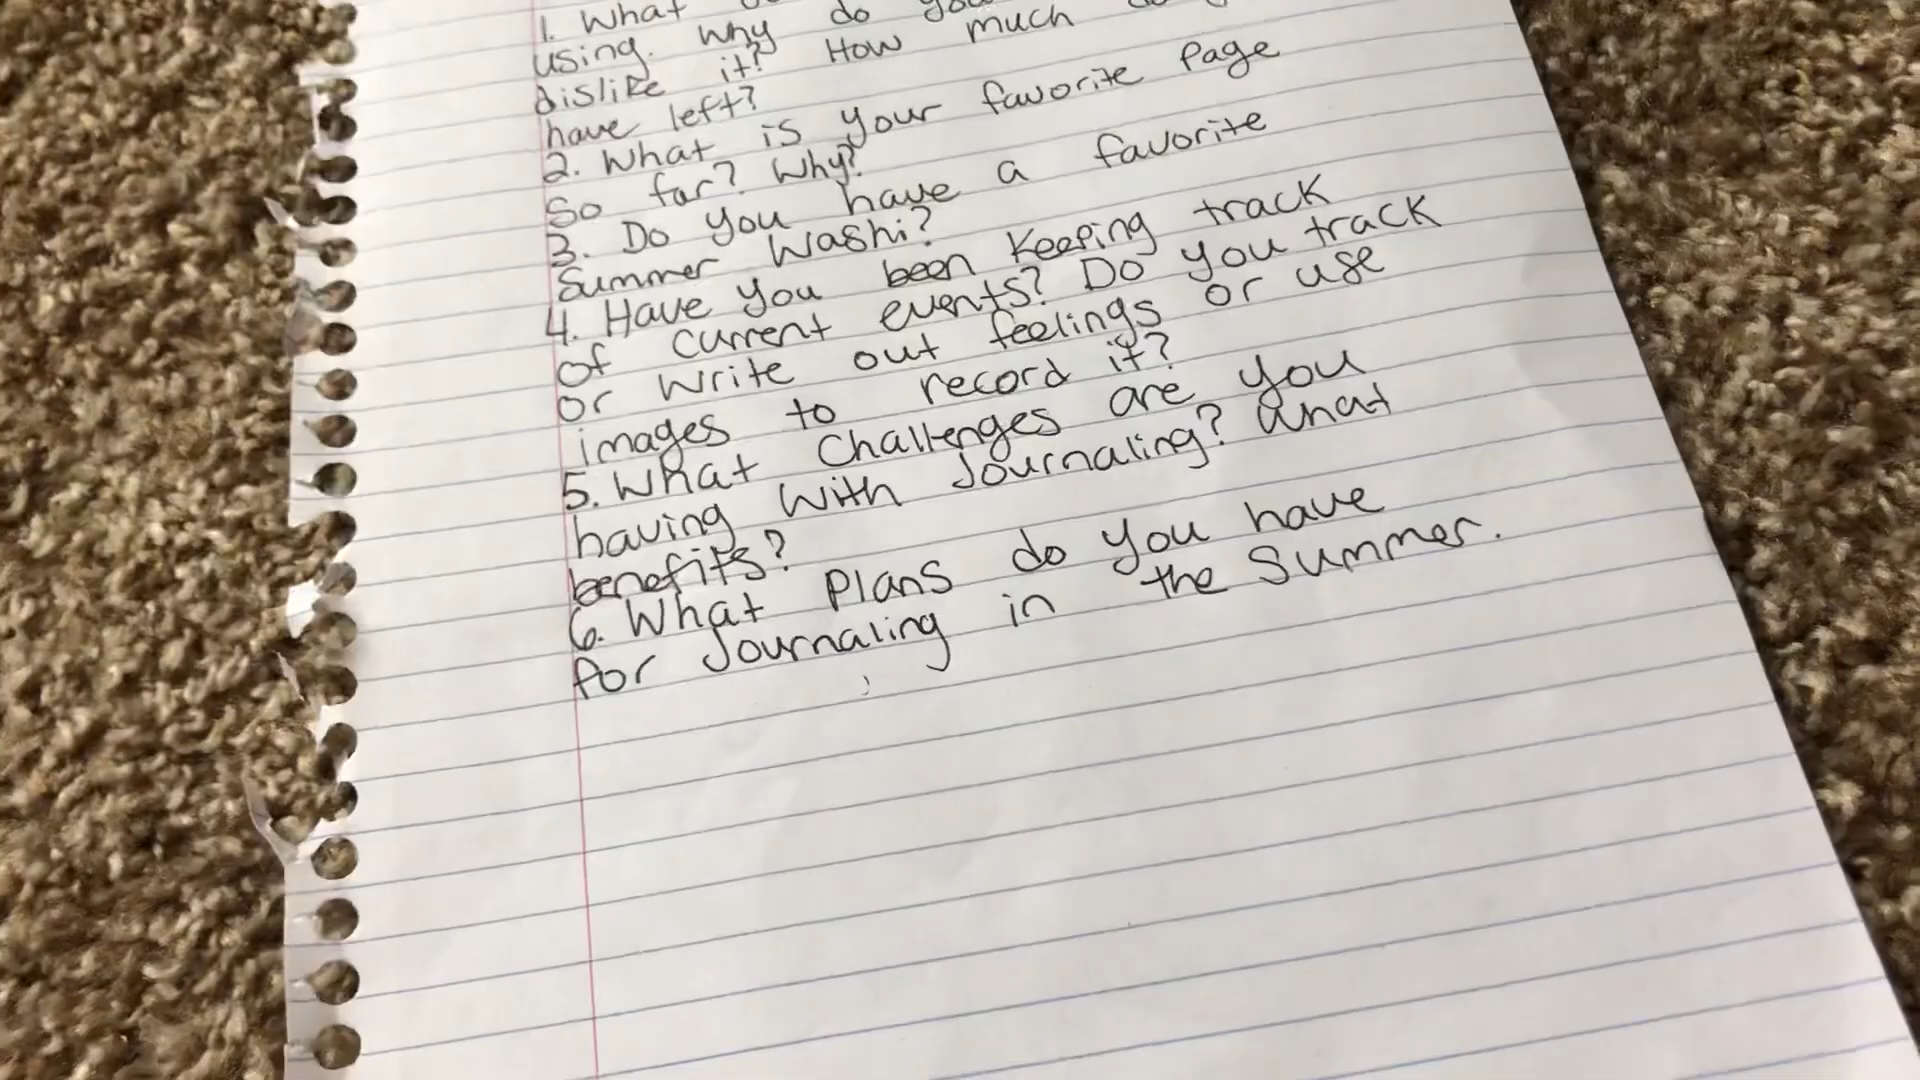 1. What
using. Why do you
dislike it? How much
have left?
2. What is your favorite page
So far? Why?
3. Do you have a favorite
Summer Washi?
4. Have you been keeping track
of current events? Do you track
or write out feelings or use
images to record it?
5. What Challenges are you
having with Journaling? What
benefits?
6. What plans do you have
for Journaling in the Summer.